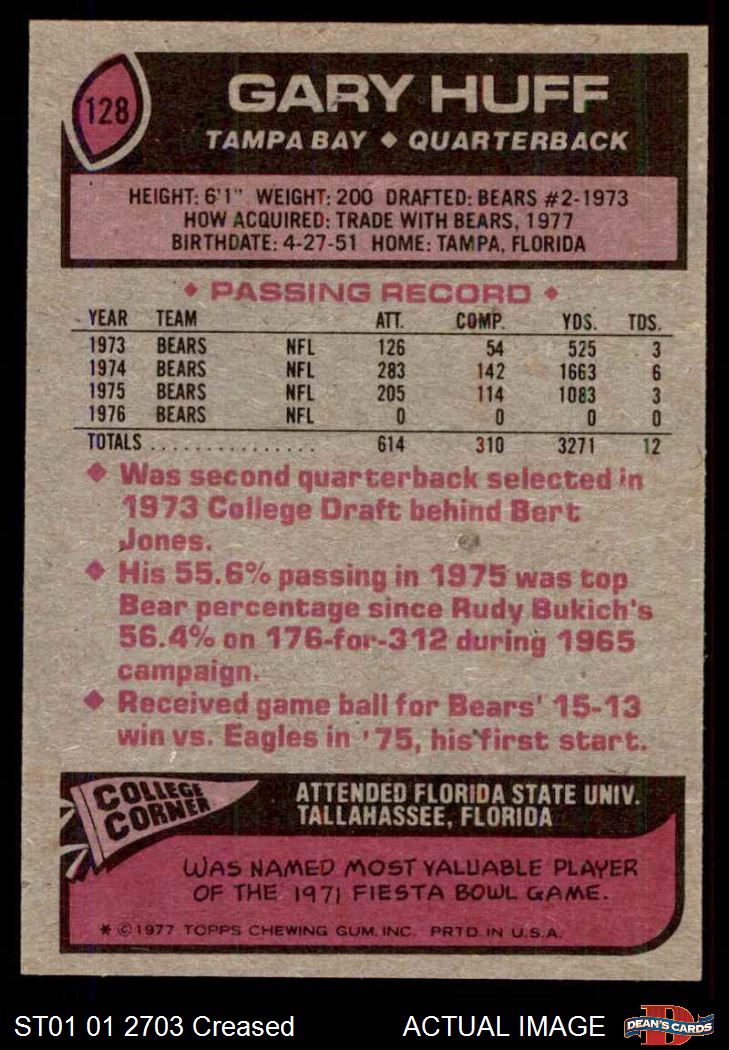 128
GARY HUFF
TAMPA BAY ◆ QUARTERBACK
HEIGHT: 6'1" WEIGHT: 200 DRAFTED: BEARS #2-1973
HOW ACQUIRED: TRADE WITH BEARS, 1977
BIRTHDATE: 4-27-51 HOME: TAMPA, FLORIDA
◆ PASSING RECORD ◆
YEAR TEAM ATT. COMP. YDS. TDS.
1973 BEARS NFL 126 54 525 3
1974 BEARS NFL 283 142 1663 6
1975 BEARS NFL 205 114 1083 3
1976 BEARS NFL 0 0 0 0
TOTALS ............... 614 310 3271 12
◆ Was second quarterback selected in
1973 College Draft behind Bert
Jones.
◆ His 55.6% passing in 1975 was top
Bear percentage since Rudy Bukich's
56.4% on 176-for-312 during 1965
campaign.
◆ Received game ball for Bears' 15-13
win vs. Eagles in '75, his first start.
COLLEGE
CORNER
ATTENDED FLORIDA STATE UNIV.
TALLAHASSEE, FLORIDA
WAS NAMED MOST VALUABLE PLAYER
OF THE 1971 FIESTA BOWL GAME.
* © 1977 TOPPS CHEWING GUM, INC. PRTD. IN U.S.A.
ST01 01 2703 Creased ACTUAL IMAGE
D
DEAN'S CARDS